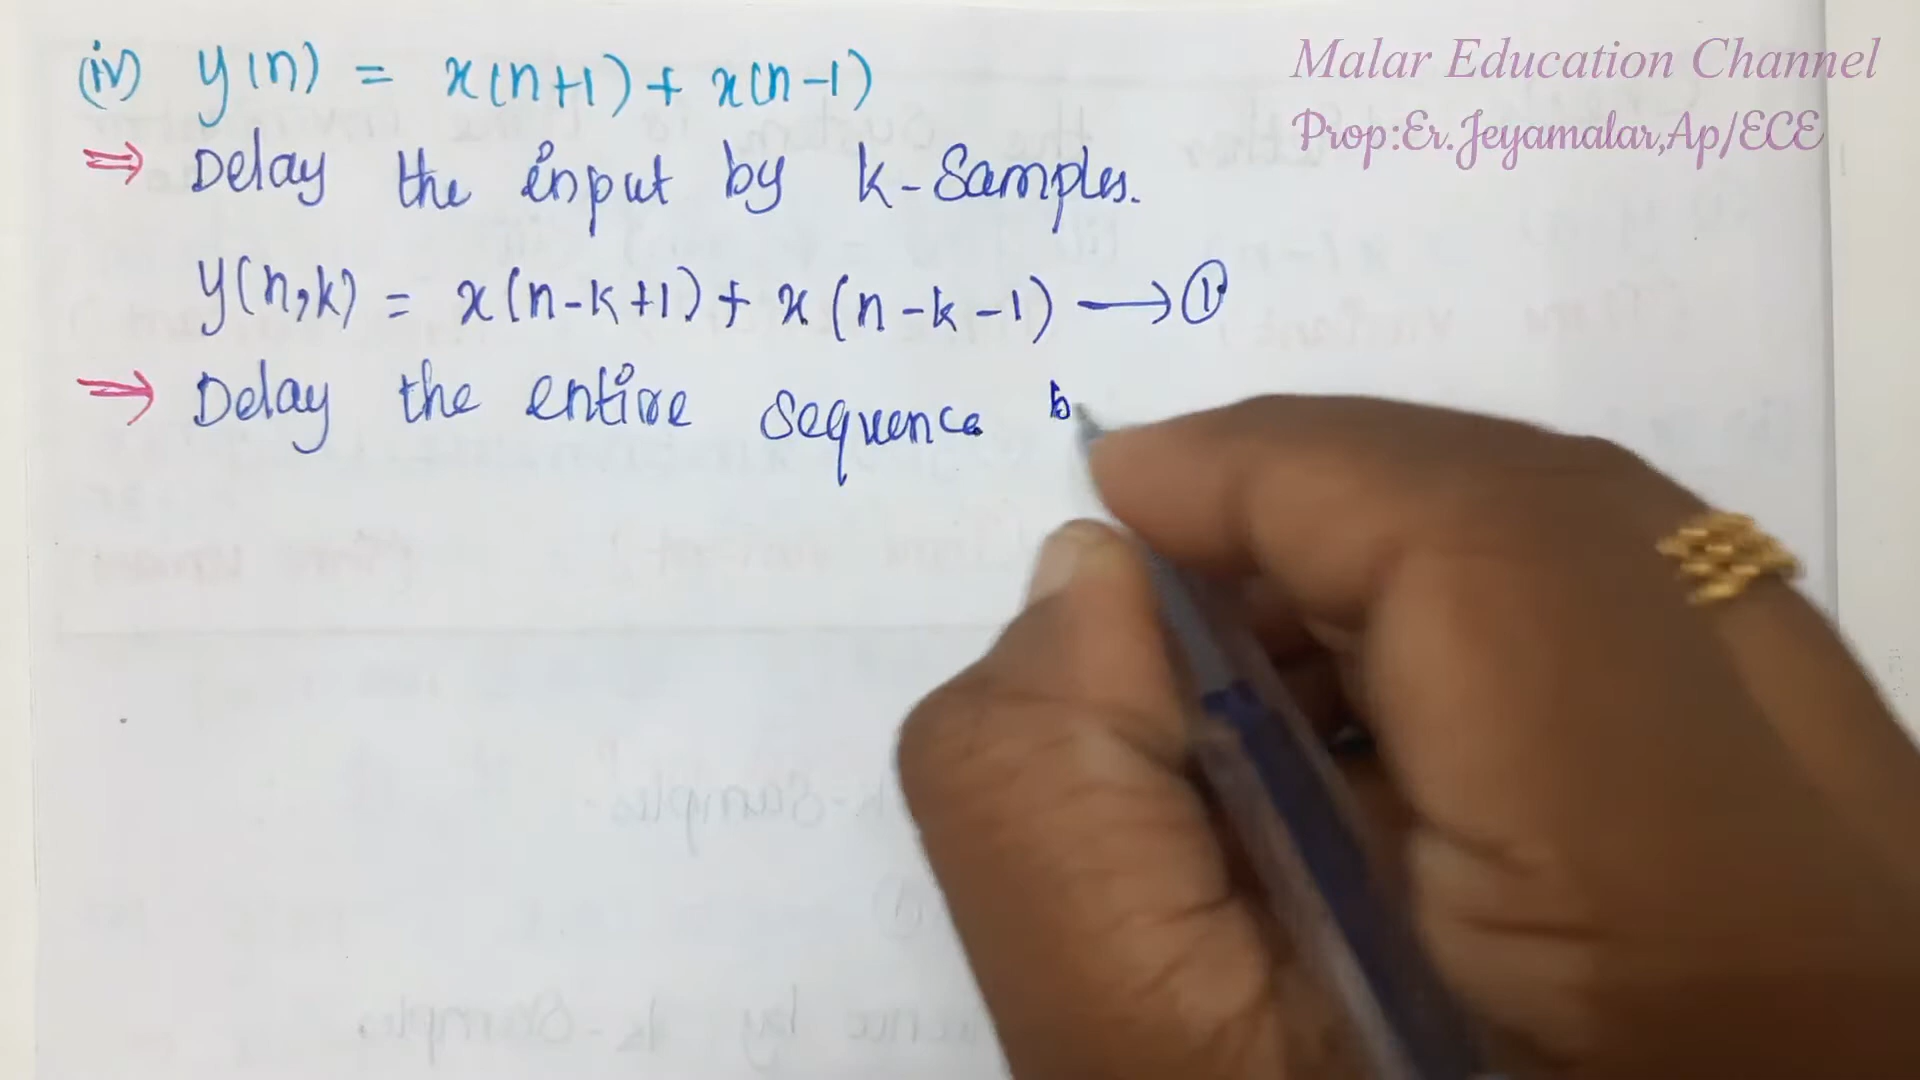 (iv) y(n) = x(n+1) + x(n-1)
Malar Education Channel
Prop:Er.Jeyamalar,Ap/ECE
⇒ Delay the input by k-Samples.
y(n,k) = x(n-k+1) + x(n-k-1) → ①
⇒ Delay the entire sequence b